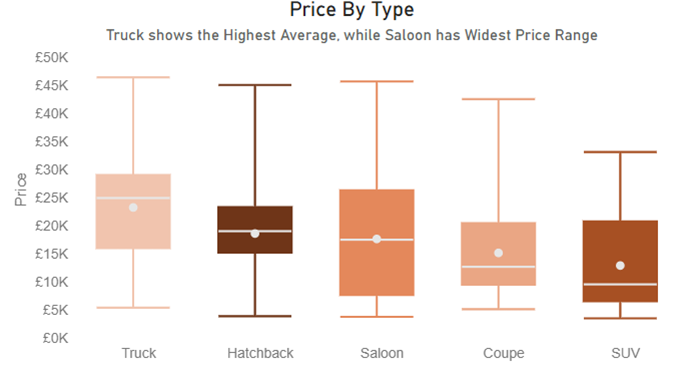 Price By Type
Truck shows the Highest Average, while Saloon has Widest Price Range
£50K
£45K
£40K
£35K
£30K
£25K
£20K
£15K
£10K
£5K
£0K
Price
Truck Hatchback Saloon Coupe SUV